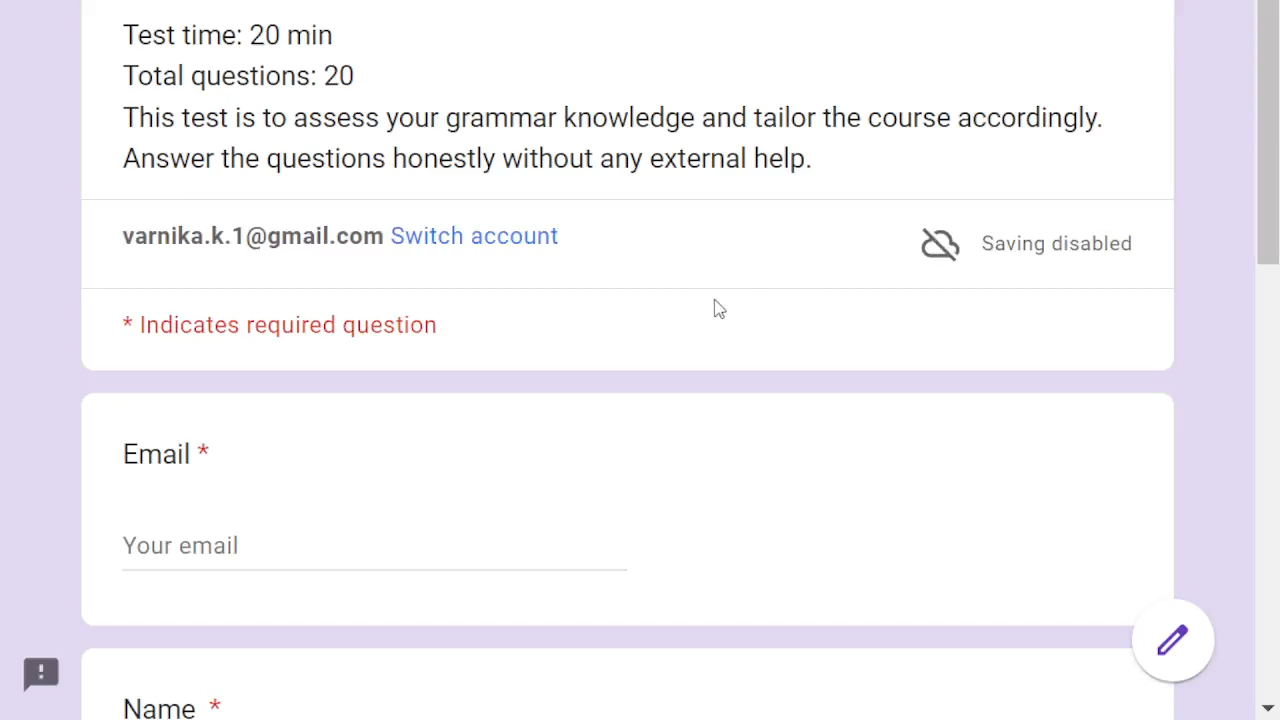 Test time: 20 min
Total questions: 20
This test is to assess your grammar knowledge and tailor the course accordingly.
Answer the questions honestly without any external help.
varnika.k.1@gmail.com Switch account
Saving disabled
* Indicates required question
Email *
Your email
Name *